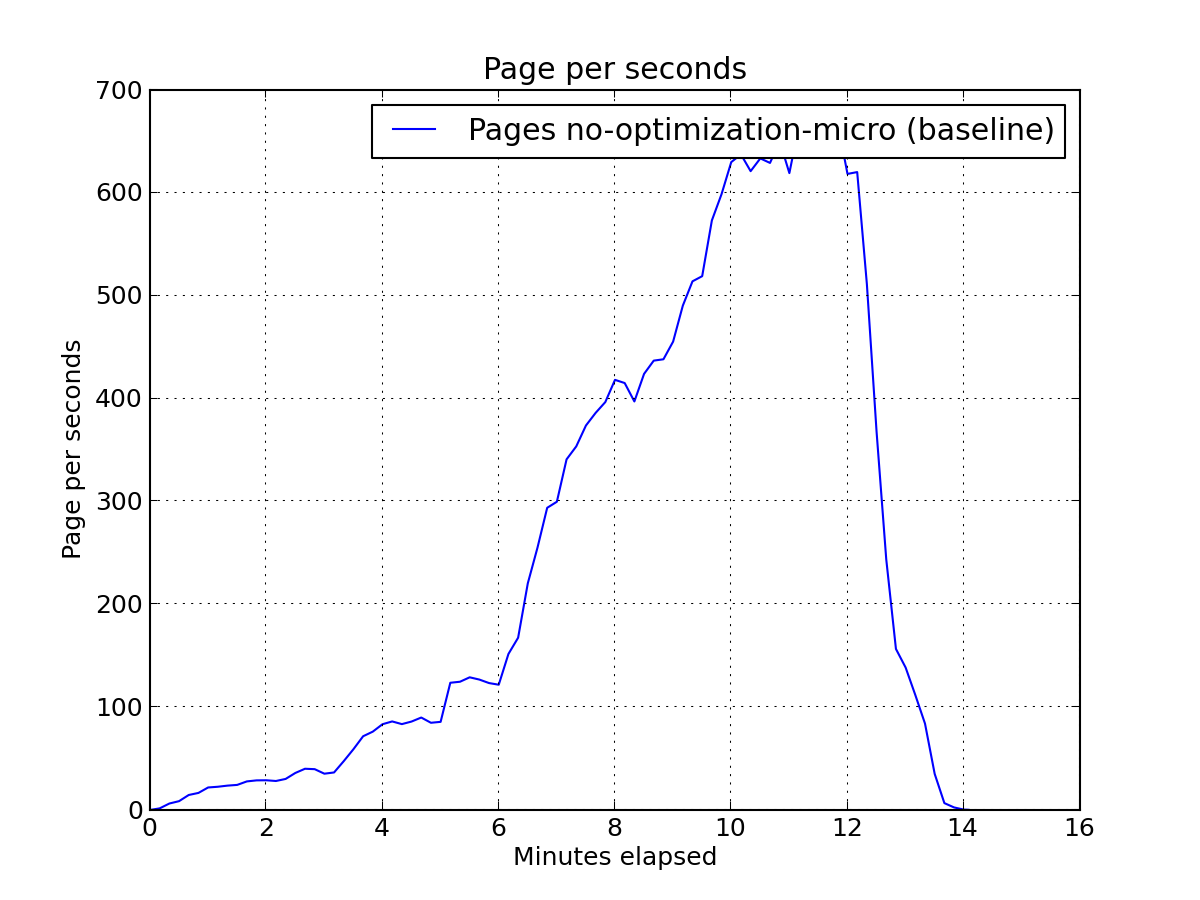 Page per seconds
Pages no-optimization-micro (baseline)
700
600
500
400
300
200
100
0
Page per seconds
0 2 4 6 8 10 12 14 16
Minutes elapsed